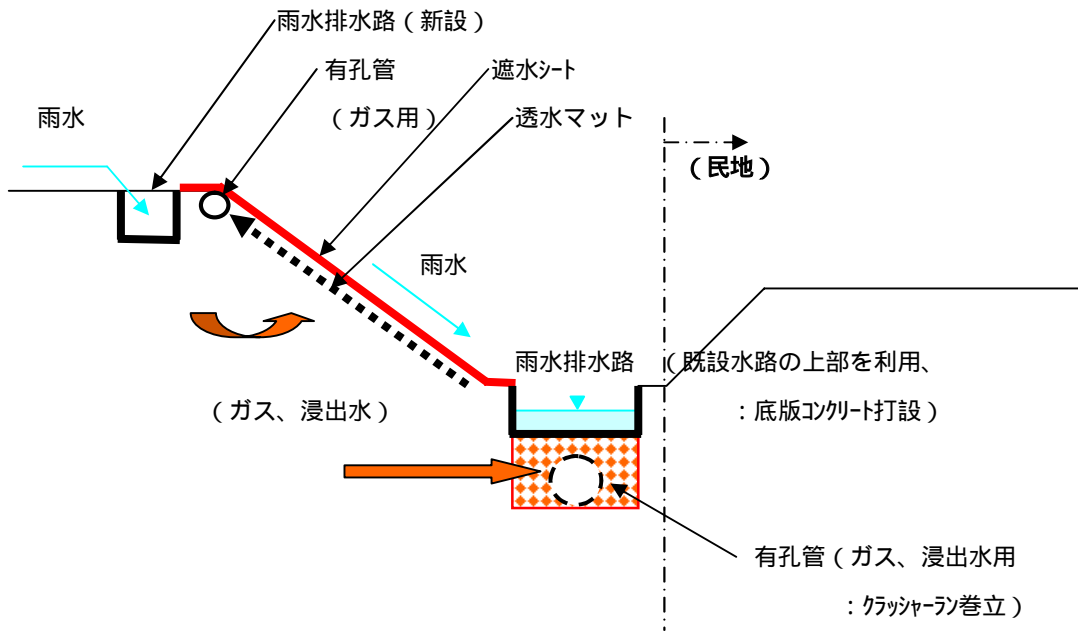 雨水排水路（新設）
有孔管
（ガス用）
遮水ｼｰﾄ
透水マット
雨水
（民地）
雨水
雨水排水路
（既設水路の上部を利用、
：底版ｺﾝｸﾘｰﾄ打設）
（ガス、浸出水）
有孔管（ガス、浸出水用
：ｸﾗｯｼｬｰﾗﾝ巻立）